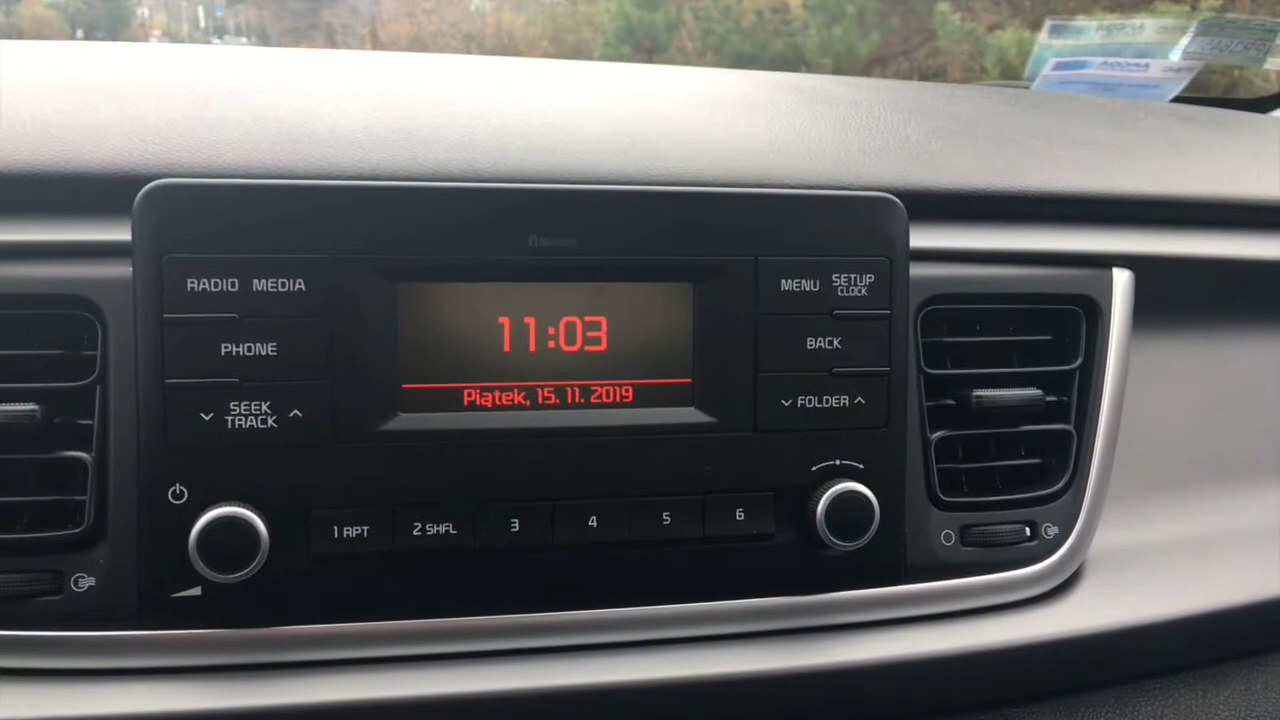 AGORA
RADIO MEDIA
PHONE
SEEK
TRACK
11:03
Piątek, 15. 11. 2019
MENU SETUP
CLOCK
BACK
FOLDER
1 RPT 2 SHFL 3 4 5 6